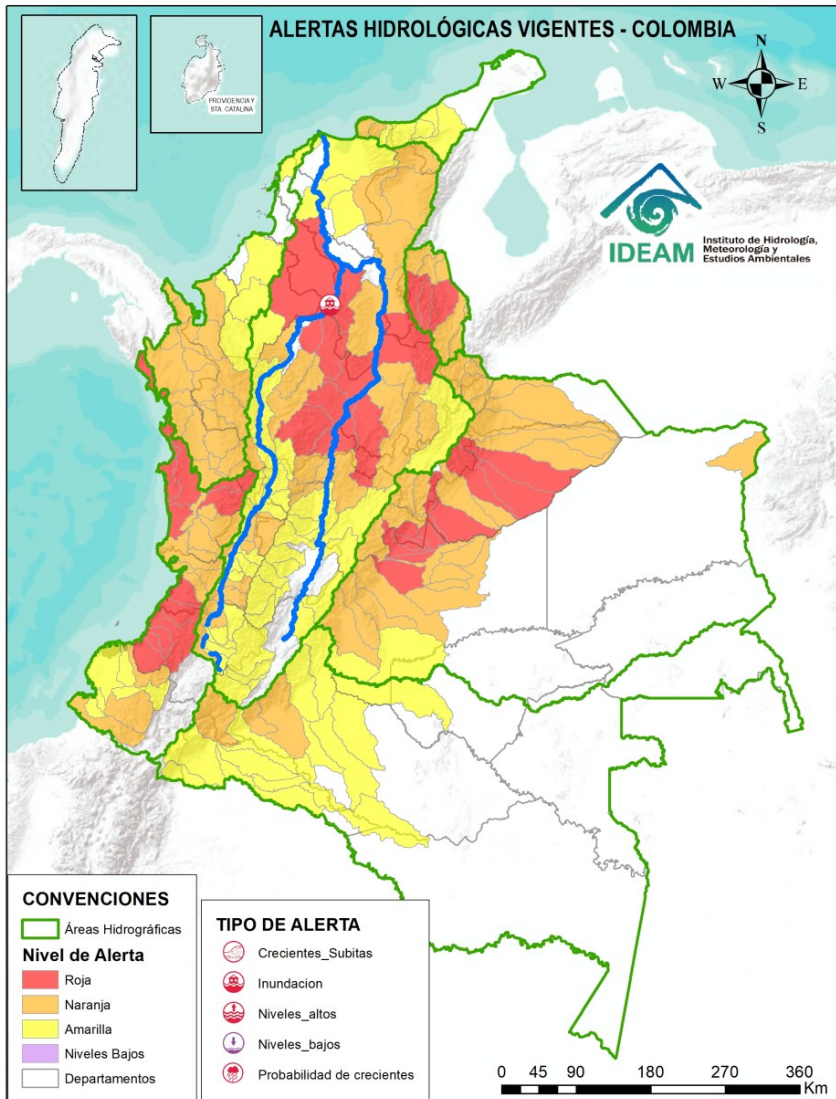 ALERTAS HIDROLÓGICAS VIGENTES - COLOMBIA
PROVIDENCIA Y
STA. CATALINA
N
W
E
S
IDEAM
Instituto de Hidrología,
Meteorología y
Estudios Ambientales
CONVENCIONES
Áreas Hidrográficas
Nivel de Alerta
Roja
Naranja
Amarilla
Niveles Bajos
Departamentos
TIPO DE ALERTA
Crecientes_Subitas
Inundacion
Niveles_altos
Niveles_bajos
Probabilidad de crecientes
0 45 90 180 270 360
Km